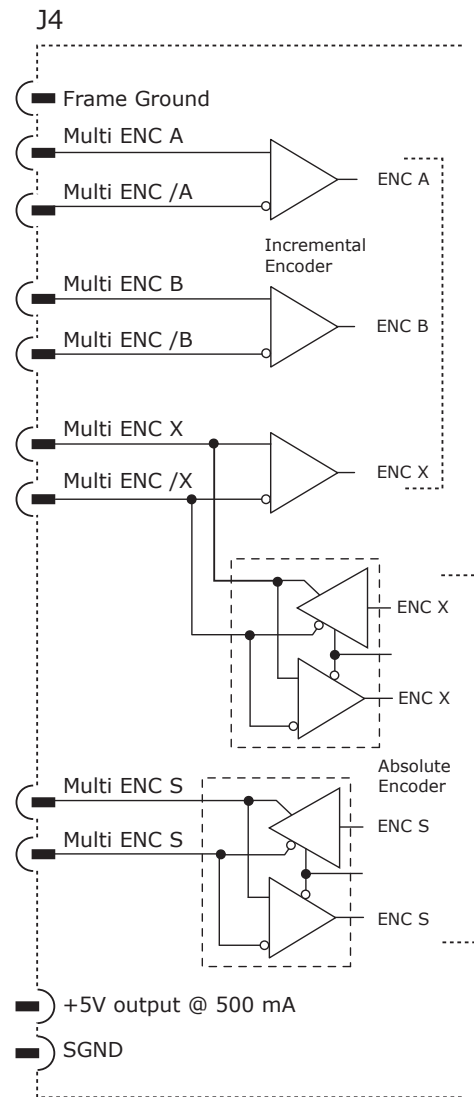 J4
Frame Ground
Multi ENC A
ENC A
Multi ENC /A
Incremental
Encoder
Multi ENC B
ENC B
Multi ENC /B
Multi ENC X
ENC X
Multi ENC /X
ENC X
ENC X
Absolute
Encoder
Multi ENC S
ENC S
Multi ENC S
ENC S
+5V output @ 500 mA
SGND